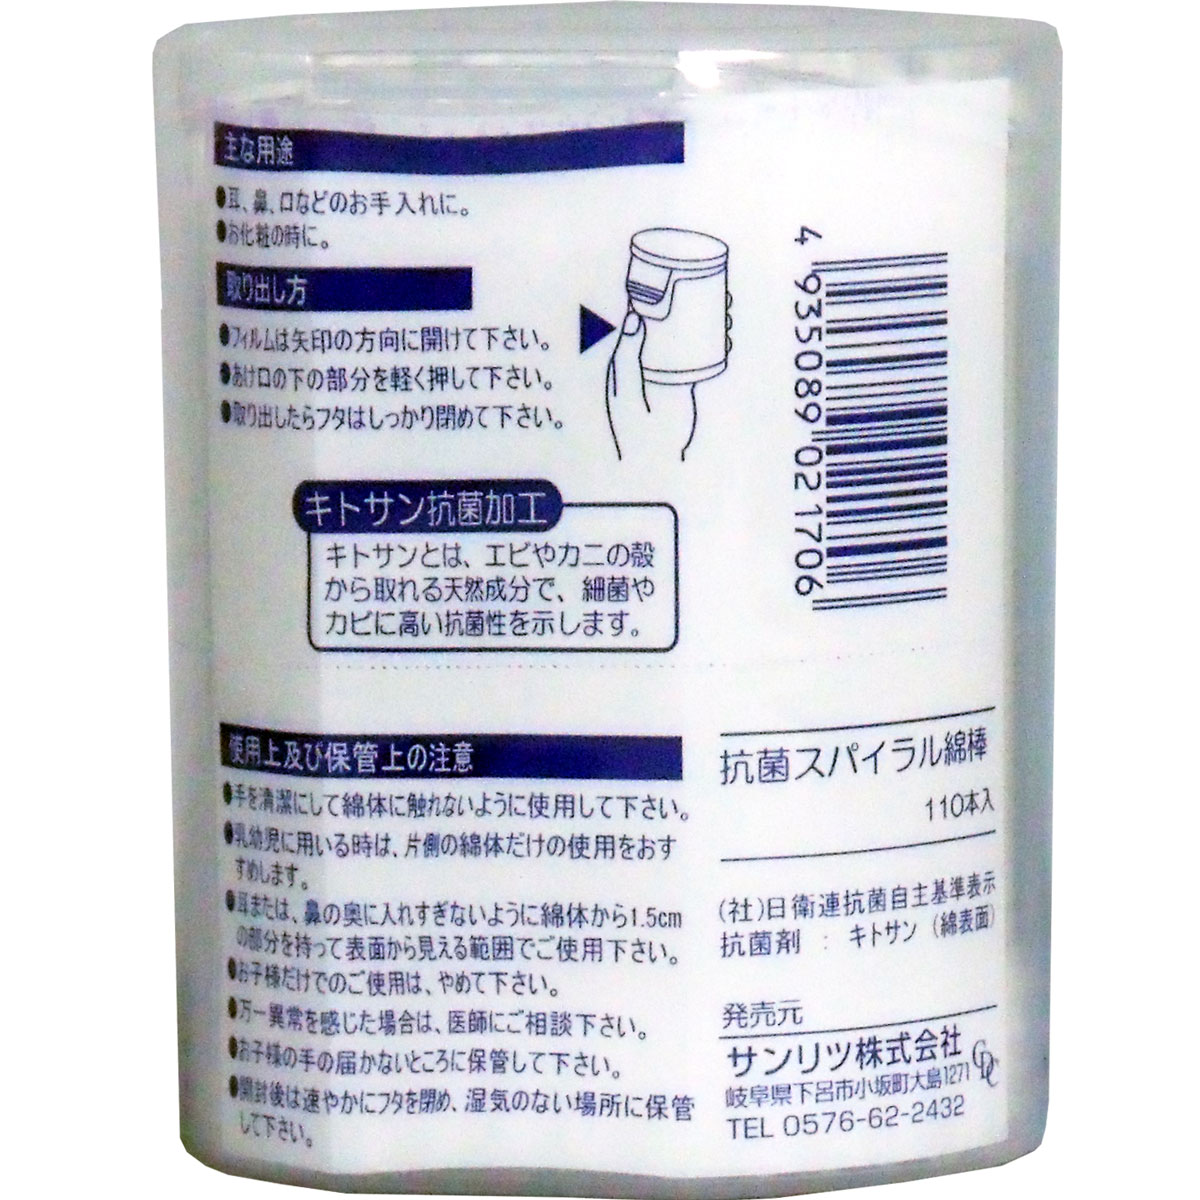 主な用途
●耳、鼻、口などのお手入れに。
●お化粧の時に。
取り出し方
●フィルムは矢印の方向に開けて下さい。
●あけ口の下の部分を軽く押して下さい。
●取り出したらフタはしっかり閉めて下さい。
キトサン抗菌加工
キトサンとは、エビやカニの殻
から取れる天然成分で、細菌や
カビに高い抗菌性を示します。
使用上及び保管上の注意
●手を清潔にして綿体に触れないように使用して下さい。
●乳幼児に用いる時は、片側の綿体だけの使用をおす
すめします。
●耳または、鼻の奥に入れすぎないように綿体から1.5cm
の部分を持って表面から見える範囲でご使用下さい。
●お子様だけでのご使用は、やめて下さい。
●万一異常を感じた場合は、医師にご相談下さい。
●お子様の手の届かないところに保管して下さい。
●開封後は速やかにフタを閉め、湿気のない場所に保管
して下さい。
4 935089 021706
抗菌スパイラル綿棒
110本入
(社)日衛連抗菌自主基準表示
抗菌剤 : キトサン (綿表面)
発売元
サンリツ株式会社
岐阜県下呂市小坂町大島1271
TEL 0576-62-2432